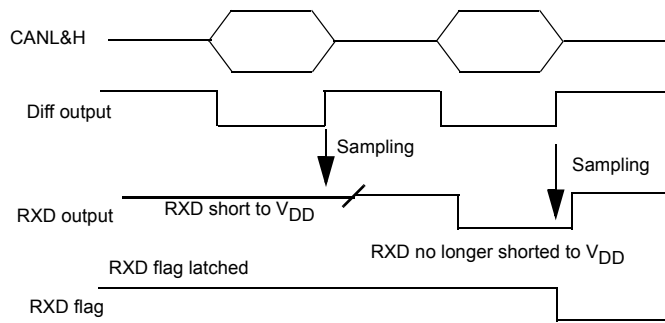 CANL&H
Diff output
Sampling
Sampling
RXD output
RXD short to VDD
RXD no longer shorted to VDD
RXD flag latched
RXD flag